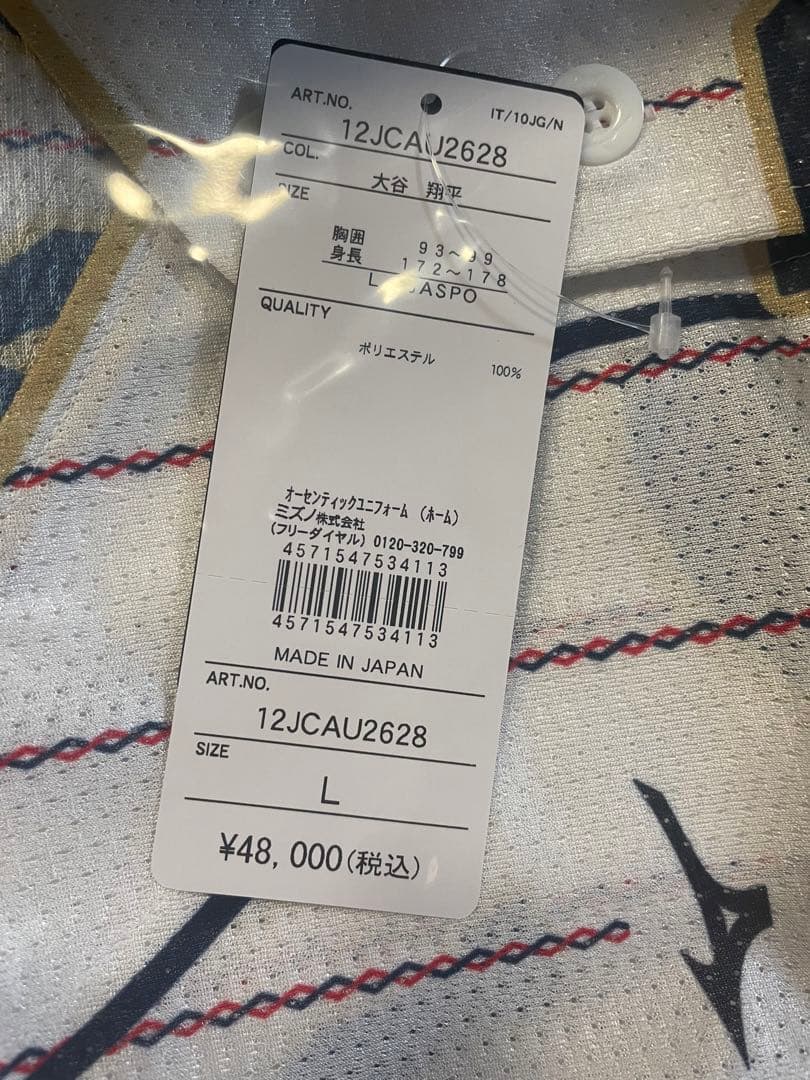 ART.NO.
IT/10JG/N
12JCAU2628
COL.
大谷 翔平
SIZE
胸囲 93～99
身長 172～178
L JASPO
QUALITY
ポリエステル 100%
オーセンティックユニフォーム (ホーム)
ミズノ株式会社
(フリーダイヤル) 0120-320-799
4571547534113
4571547534113
MADE IN JAPAN
ART.NO.
12JCAU2628
SIZE
L
¥48,000(税込)